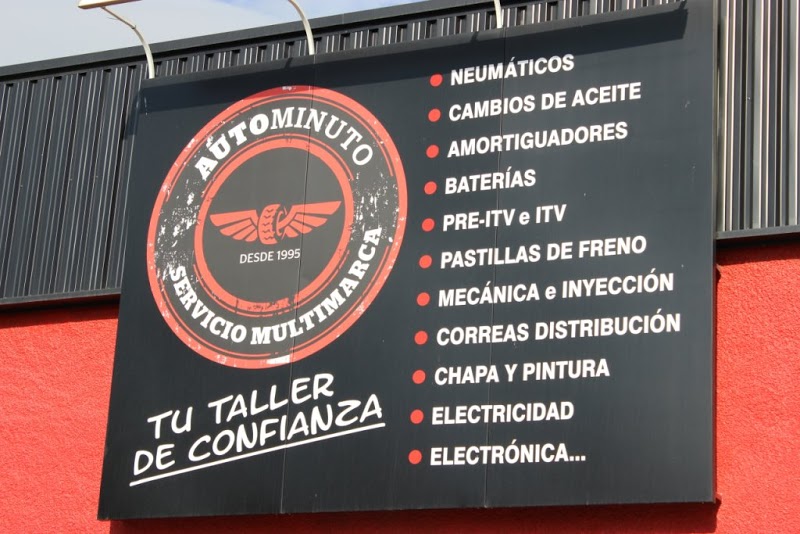 AUTOMINUTO
DESDE 1995
SERVICIO MULTIMARCA
TU TALLER
DE CONFIANZA
• NEUMÁTICOS
• CAMBIOS DE ACEITE
• AMORTIGUADORES
• BATERÍAS
• PRE-ITV e ITV
• PASTILLAS DE FRENO
• MECÁNICA e INYECCIÓN
• CORREAS DISTRIBUCIÓN
• CHAPA Y PINTURA
• ELECTRICIDAD
• ELECTRÓNICA...